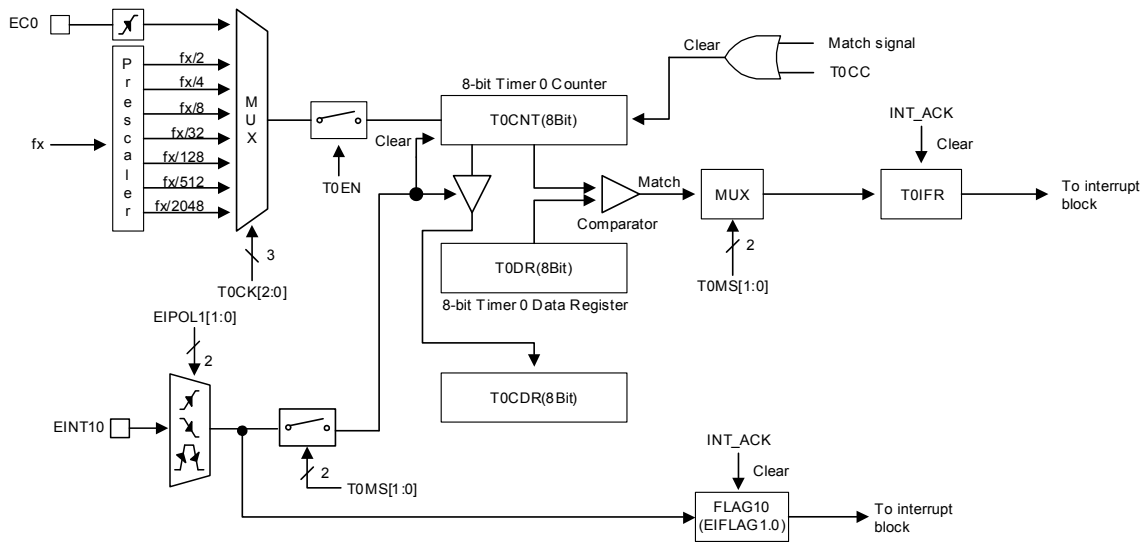 EC0
Prescaler
fx/2
fx/4
fx/8
fx/32
fx/128
fx/512
fx/2048
fx
MUX
3
T0CK[2:0]
T0EN
8-bit Timer 0 Counter
T0CNT(8Bit)
Clear
Clear
Match signal
T0CC
Match
Comparator
T0DR(8Bit)
8-bit Timer 0 Data Register
T0CDR(8Bit)
MUX
2
T0MS[1:0]
INT_ACK
Clear
T0IFR
To interrupt
block
EIPOL1[1:0]
2
EINT10
2
T0MS[1:0]
INT_ACK
Clear
FLAG10
(EIFLAG1.0)
To interrupt
block